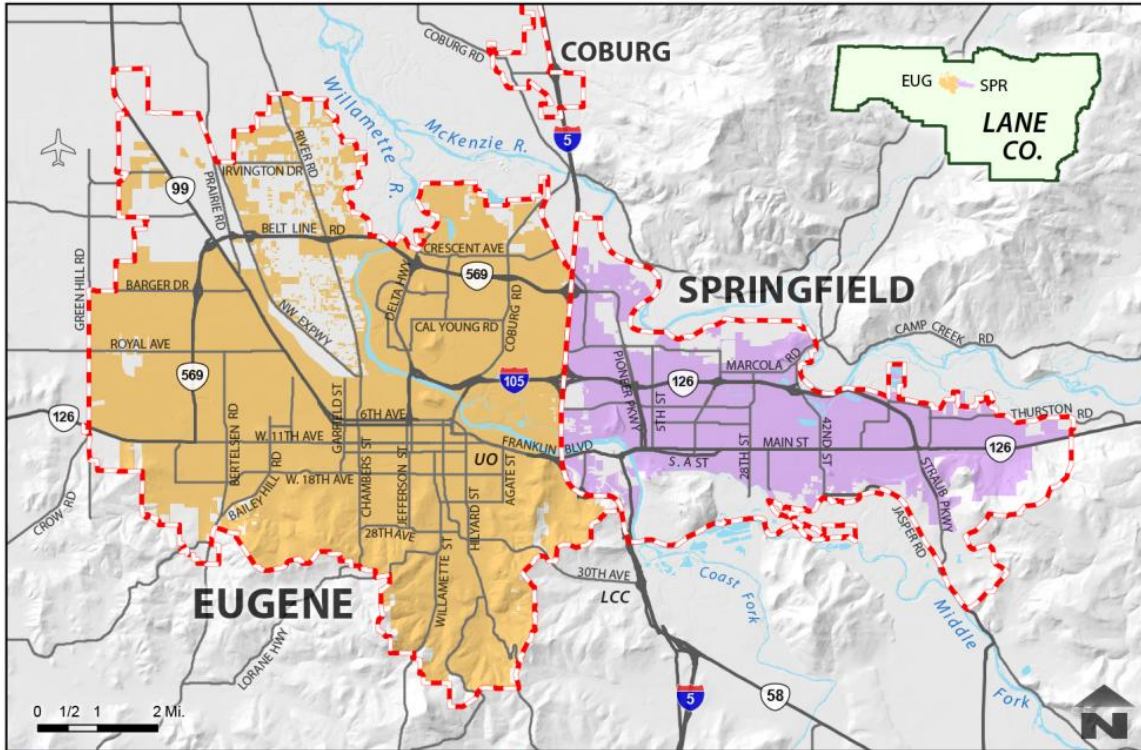 COBURG RD
COBURG
EUG
SPR
LANE
CO.
Willamette
R.
McKenzie R.
5
RIVER RD
IRVINGTON DR
99
PRAIRIE RD
BELT LINE RD
CRESCENT AVE
GREEN HILL RD
DELTA HWY
569
SPRINGFIELD
BARGER DR
COBURG RD
CAL YOUNG RD
NW EXPWY
CAMP CREEK RD
ROYAL AVE
PIONEER PKWY
MARCOLA RD
569
105
126
5TH ST
126
GARFIELD ST
6TH AVE
THURSTON RD
BERTELSEN RD
W. 11TH AVE
FRANKLIN BLVD
MAIN ST
126
CHAMBERS ST
JEFFERSON ST
UO
AGATE ST
S. A ST
28TH ST
42ND ST
W. 18TH AVE
BAILEY HILL RD
HILYARD ST
STRAUB PKWY
CROW RD
28TH AVE
JASPER RD
WILLAMETTE ST
30TH AVE
Coast Fork
EUGENE
LCC
Middle
Fork
LORANE HWY
5
58
0 1/2 1 2 Mi.
N